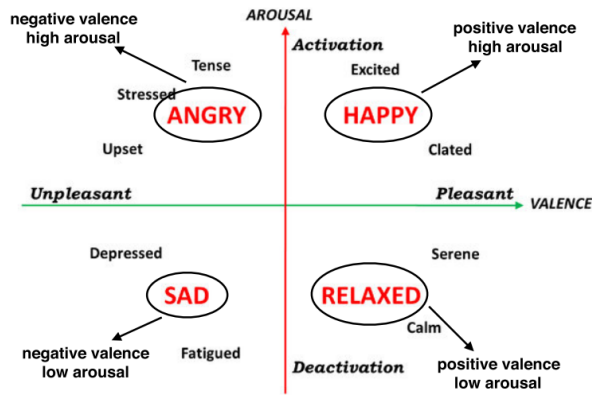 AROUSAL
negative valence
high arousal
positive valence
high arousal
Activation
Tense
Excited
Stressed
ANGRY
HAPPY
Upset
Clated
Unpleasant
Pleasant
VALENCE
Depressed
Serene
SAD
RELAXED
Calm
negative valence
low arousal
Fatigued
Deactivation
positive valence
low arousal